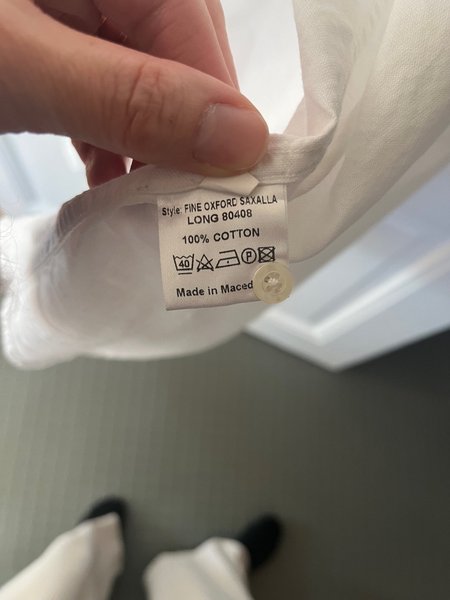 Style: FINE OXFORD SAXALLA
LONG 80408
100% COTTON
40 P
Made in Maced